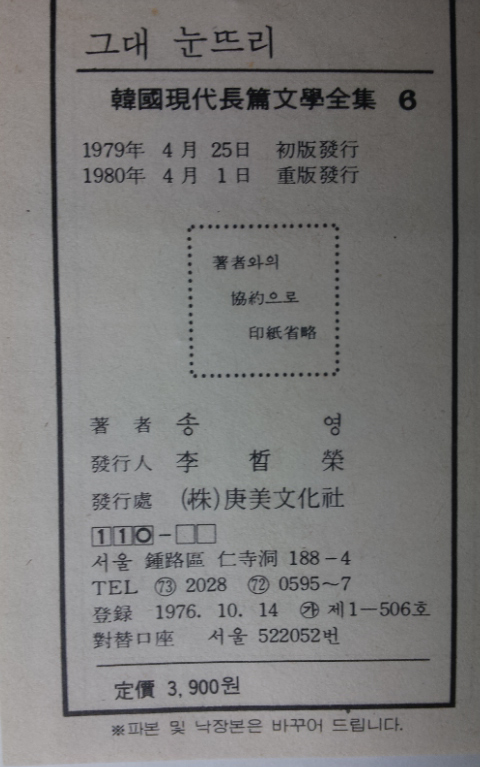 그대 눈뜨리
韓國現代長篇文學全集 6
1979年 4月 25日 初版發行
1980年 4月 1日 重版發行
著者와의
協約으로
印紙省略
著者 송영
發行人 李晳榮
發行處 (株)庚美文化社
110-□□
서울 鍾路區 仁寺洞 188-4
TEL ㉣ 2028 ㉒ 0595~7
登録 1976. 10. 14 ㉮ 제1-506호
對替口座 서울 522052번
定價 3,900원
※파본 및 낙장본은 바꾸어 드립니다.